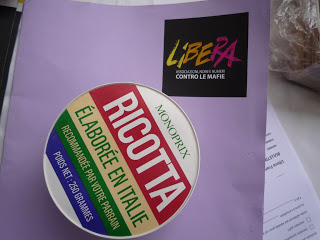 LiBERA
ASSOCIAZIONI, NOMI E NUMERI
CONTRO LE MAFIE
MONOPRIX
RICOTTA
ÉLABORÉE EN ITALIE
RECOMMANDÉE PAR VOTRE PARRAIN
POIDS NET : 250 GRAMMES